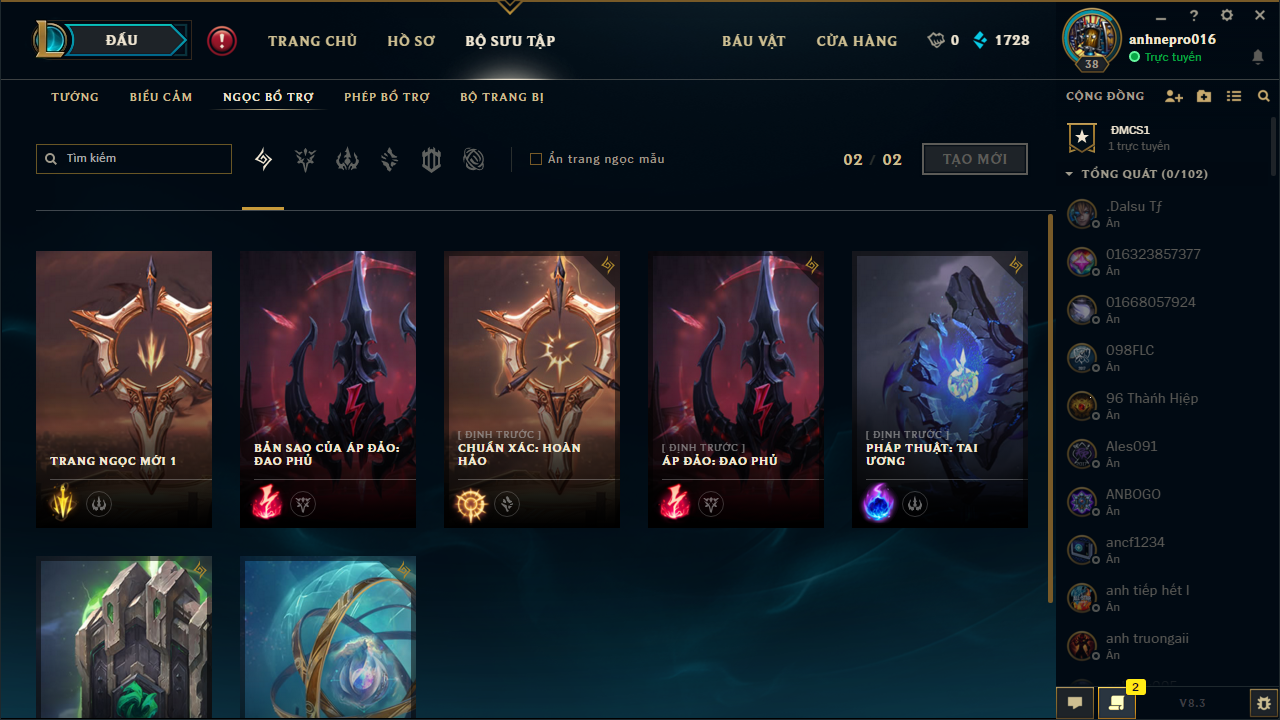 ĐẤU
TRANG CHỦ
HỒ SƠ
BỘ SƯU TẬP
BÁU VẬT
CỬA HÀNG
0
1728
38
anhnepro016
Trực tuyến
TƯỚNG
BIỂU CẢM
NGỌC BỔ TRỢ
PHÉP BỔ TRỢ
BỘ TRANG BỊ
Tìm kiếm
Ẩn trang ngọc mẫu
02 / 02
TẠO MỚI
TRANG NGỌC MỚI 1
BẢN SAO CỦA ÁP ĐẢO:
ĐAO PHỦ
[ ĐỊNH TRƯỚC ]
CHUẨN XÁC: HOÀN
HẢO
[ ĐỊNH TRƯỚC ]
ÁP ĐẢO: ĐAO PHỦ
[ ĐỊNH TRƯỚC ]
PHÁP THUẬT: TAI
ƯƠNG
CỘNG ĐỒNG
ĐMCS1
1 trực tuyến
TỔNG QUÁT (0/102)
.Dalsu Tƒ
Ẩn
016323857377
Ẩn
01668057924
Ẩn
098FLC
Ẩn
96 Thành Hiệp
Ẩn
Ales091
Ẩn
ANBOGO
Ẩn
ancf1234
Ẩn
anh tiếp hết l
Ẩn
anh truongaii
Ẩn
2
V8.3